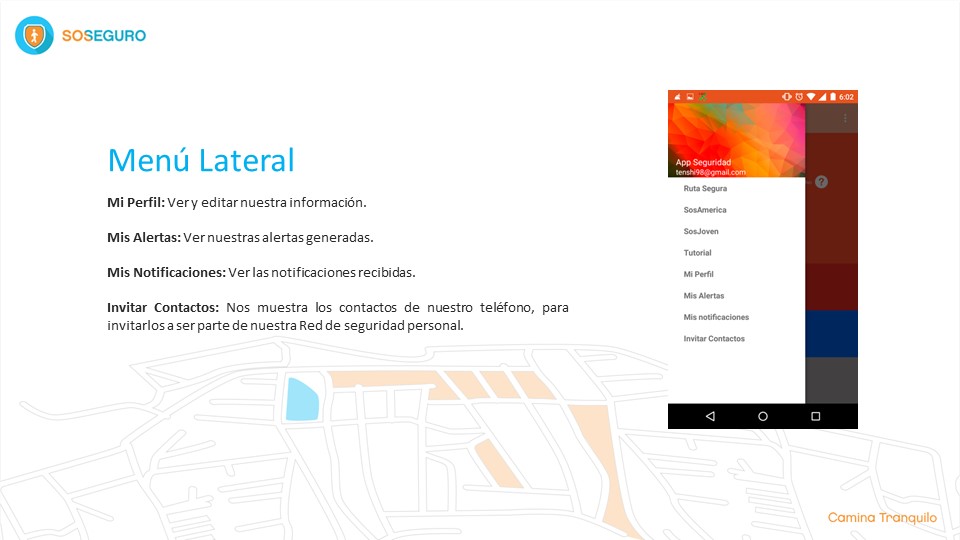 SOSEGURO
Menú Lateral
Mi Perfil: Ver y editar nuestra información.
Mis Alertas: Ver nuestras alertas generadas.
Mis Notificaciones: Ver las notificaciones recibidas.
Invitar Contactos: Nos muestra los contactos de nuestro teléfono, para
invitarlos a ser parte de nuestra Red de seguridad personal.
6:02
App Seguridad
tenshi98@gmail.com
?
Ruta Segura
SosAmerica
SosJoven
Tutorial
Mi Perfil
Mis Alertas
Mis notificaciones
Invitar Contactos
Camina Tranquilo